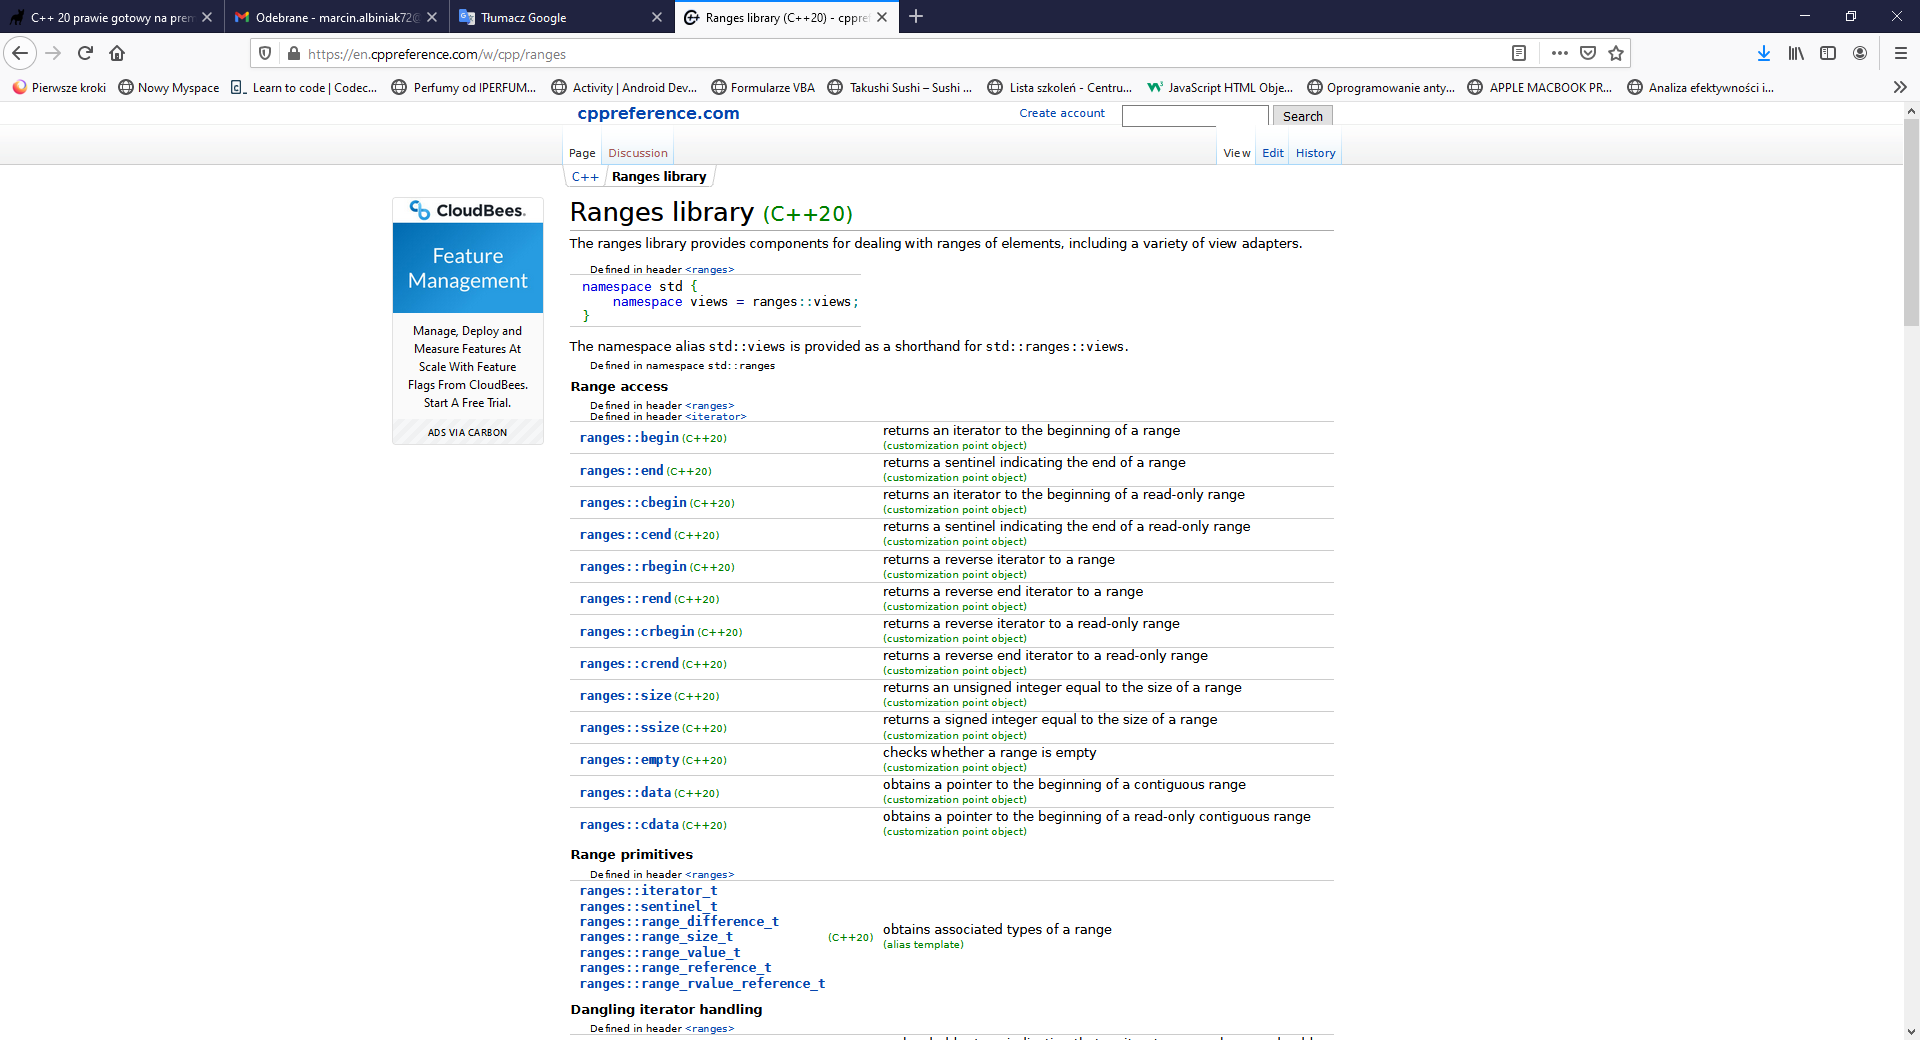 C++ 20 prawie gotowy na prem
Odebrane - marcin.albiniak72@
Tłumacz Google
Ranges library (C++20) - cppref
https://en.cppreference.com/w/cpp/ranges
Pierwsze kroki
Nowy Myspace
Learn to code | Codec...
Perfumy od IPERFUM...
Activity | Android Dev...
Formularze VBA
Takushi Sushi – Sushi ...
Lista szkoleń - Centru...
JavaScript HTML Obje...
Oprogramowanie anty...
APPLE MACBOOK PR...
Analiza efektywności i...
cppreference.com
Create account
Search
Page
Discussion
View
Edit
History
C++
Ranges library
CloudBees.
Feature
Management
Manage, Deploy and
Measure Features At
Scale With Feature
Flags From CloudBees.
Start A Free Trial.
ADS VIA CARBON
Ranges library (C++20)
The ranges library provides components for dealing with ranges of elements, including a variety of view adapters.
Defined in header <ranges>
namespace std {
    namespace views = ranges::views;
}
The namespace alias std::views is provided as a shorthand for std::ranges::views.
Defined in namespace std::ranges
Range access
Defined in header <ranges>
Defined in header <iterator>
ranges::begin (C++20)
returns an iterator to the beginning of a range
(customization point object)
ranges::end (C++20)
returns a sentinel indicating the end of a range
(customization point object)
ranges::cbegin (C++20)
returns an iterator to the beginning of a read-only range
(customization point object)
ranges::cend (C++20)
returns a sentinel indicating the end of a read-only range
(customization point object)
ranges::rbegin (C++20)
returns a reverse iterator to a range
(customization point object)
ranges::rend (C++20)
returns a reverse end iterator to a range
(customization point object)
ranges::crbegin (C++20)
returns a reverse iterator to a read-only range
(customization point object)
ranges::crend (C++20)
returns a reverse end iterator to a read-only range
(customization point object)
ranges::size (C++20)
returns an unsigned integer equal to the size of a range
(customization point object)
ranges::ssize (C++20)
returns a signed integer equal to the size of a range
(customization point object)
ranges::empty (C++20)
checks whether a range is empty
(customization point object)
ranges::data (C++20)
obtains a pointer to the beginning of a contiguous range
(customization point object)
ranges::cdata (C++20)
obtains a pointer to the beginning of a read-only contiguous range
(customization point object)
Range primitives
Defined in header <ranges>
ranges::iterator_t
ranges::sentinel_t
ranges::range_difference_t
ranges::range_size_t
ranges::range_value_t
ranges::range_reference_t
ranges::range_rvalue_reference_t
(C++20)
obtains associated types of a range
(alias template)
Dangling iterator handling
Defined in header <ranges>